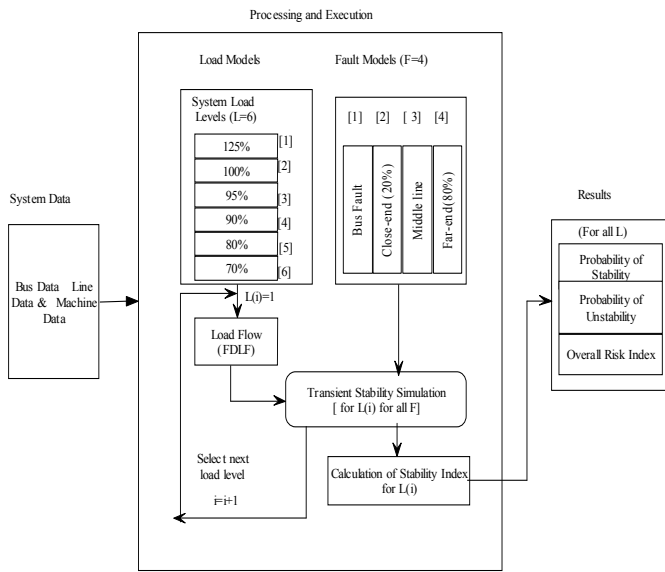 Processing and Execution
Load Models
Fault Models (F=4)
System Load
Levels (L=6)
125%
[1]
100%
[2]
95%
[3]
90%
[4]
80%
[5]
70%
[6]
[1] [2] [ 3] [4]
Bus Fault
Close-end (20%)
Middle line
Far-end(80%)
System Data
Bus Data Line
Data & Machine
Data
L(i)=1
Load Flow
(FDLF)
Transient Stability Simulation
[ for L(i) for all F]
Select next
load level
i=i+1
Calculation of Stability Index
for L(i)
Results
(For all L)
Probability of
Stability
Probability of
Unstability
Overall Risk Index